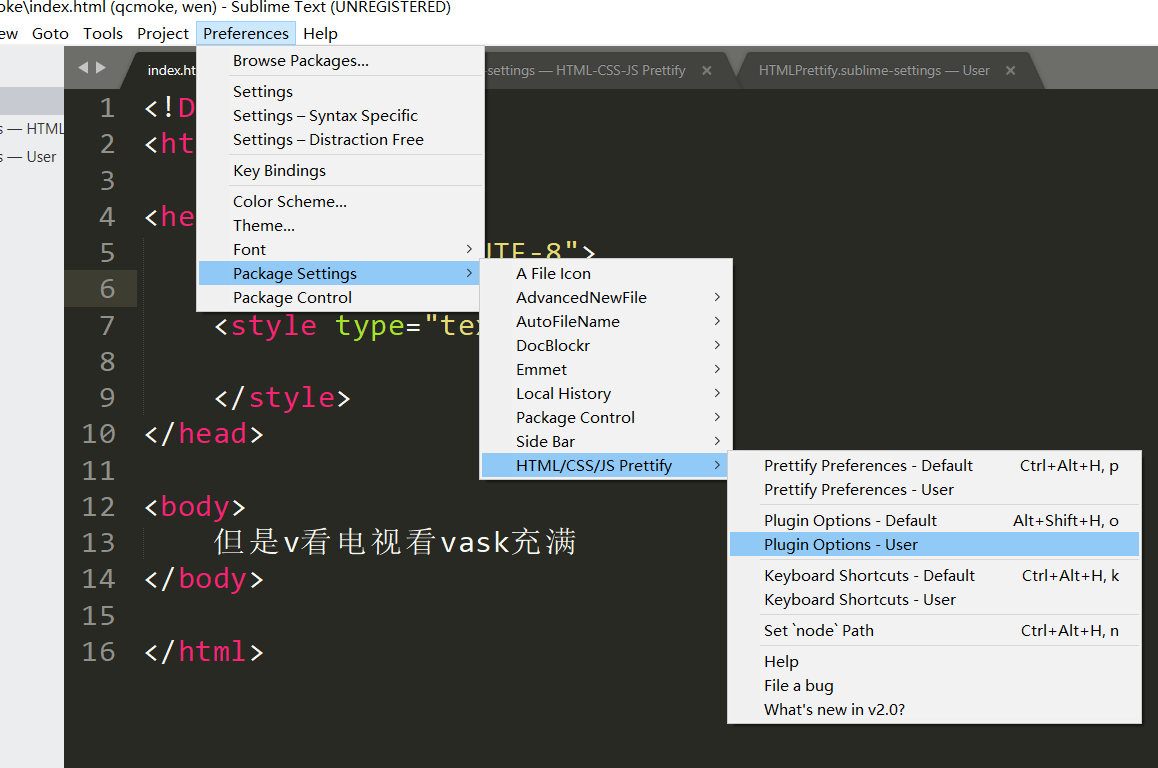 oke\index.html (qcmoke, wen) - Sublime Text (UNREGISTERED)
ew Goto Tools Project Preferences Help
index.ht
-settings — HTML-CSS-JS Prettify ×
HTMLPrettify.sublime-settings — User ×
s — HTML
s — User
Browse Packages...
Settings
Settings – Syntax Specific
Settings – Distraction Free
Key Bindings
Color Scheme...
Theme...
Font >
Package Settings >
Package Control
A File Icon
AdvancedNewFile >
AutoFileName >
DocBlockr >
Emmet >
Local History >
Package Control >
Side Bar >
HTML/CSS/JS Prettify >
Prettify Preferences - Default Ctrl+Alt+H, p
Prettify Preferences - User
Plugin Options - Default Alt+Shift+H, o
Plugin Options - User
Keyboard Shortcuts - Default Ctrl+Alt+H, k
Keyboard Shortcuts - User
Set `node` Path Ctrl+Alt+H, n
Help
File a bug
What's new in v2.0?
1 <!D
2 <ht
3
4 <he
5 UTF-8">
6
7 <style type="te
8
9 </style>
10 </head>
11
12 <body>
13 但是v看电视看vask充满
14 </body>
15
16 </html>